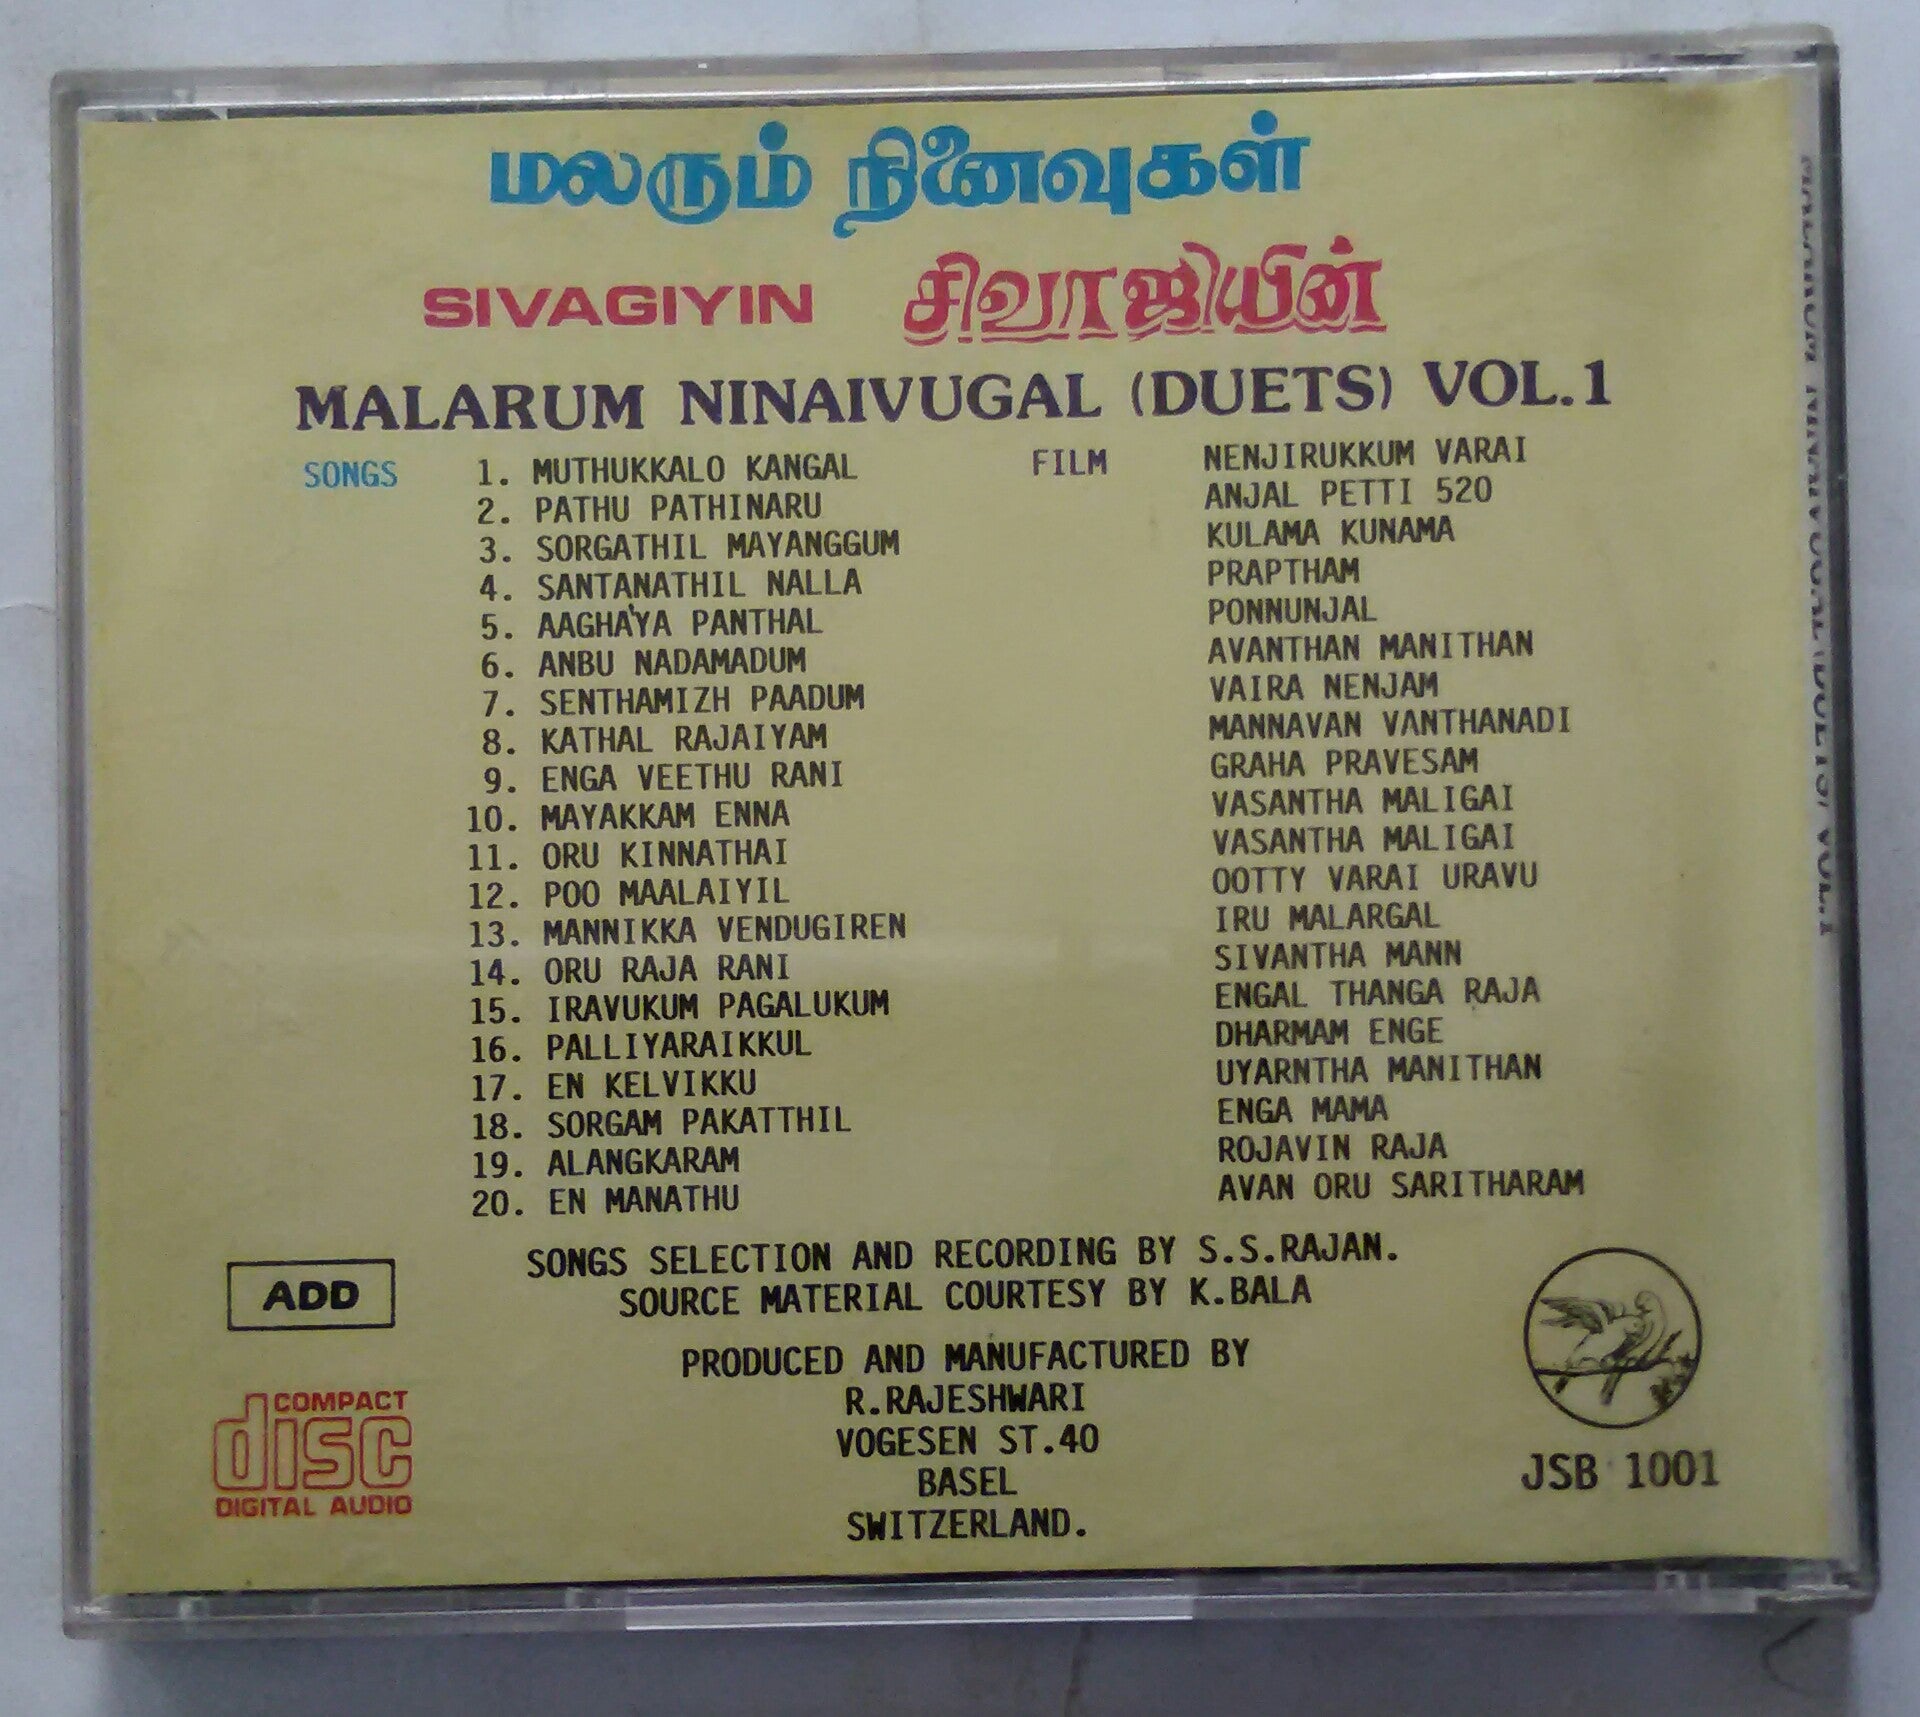 மலரும் நினைவுகள்
SIVAGIYIN சிவாஜியின்
MALARUM NINAIVUGAL (DUETS) VOL.1
SONGS FILM
1. MUTHUKKALO KANGAL NENJIRUKKUM VARAI
2. PATHU PATHINARU ANJAL PETTI 520
3. SORGATHIL MAYANGGUM KULAMA KUNAMA
4. SANTANATHIL NALLA PRAPTHAM
5. AAGHA'YA PANTHAL PONNUNJAL
6. ANBU NADAMADUM AVANTHAN MANITHAN
7. SENTHAMIZH PAADUM VAIRA NENJAM
8. KATHAL RAJAIYAM MANNAVAN VANTHANADI
9. ENGA VEETHU RANI GRAHA PRAVESAM
10. MAYAKKAM ENNA VASANTHA MALIGAI
11. ORU KINNATHAI VASANTHA MALIGAI
12. POO MAALAIYIL OOTTY VARAI URAVU
13. MANNIKKA VENDUGIREN IRU MALARGAL
14. ORU RAJA RANI SIVANTHA MANN
15. IRAVUKUM PAGALUKUM ENGAL THANGA RAJA
16. PALLIYARAIKKUL DHARMAM ENGE
17. EN KELVIKKU UYARNTHA MANITHAN
18. SORGAM PAKATTHIL ENGA MAMA
19. ALANGKARAM ROJAVIN RAJA
20. EN MANATHU AVAN ORU SARITHARAM
SONGS SELECTION AND RECORDING BY S.S.RAJAN.
SOURCE MATERIAL COURTESY BY K.BALA
ADD
PRODUCED AND MANUFACTURED BY
R.RAJESHWARI
VOGESEN ST.40
BASEL
SWITZERLAND.
COMPACT
disc
DIGITAL AUDIO
JSB 1001